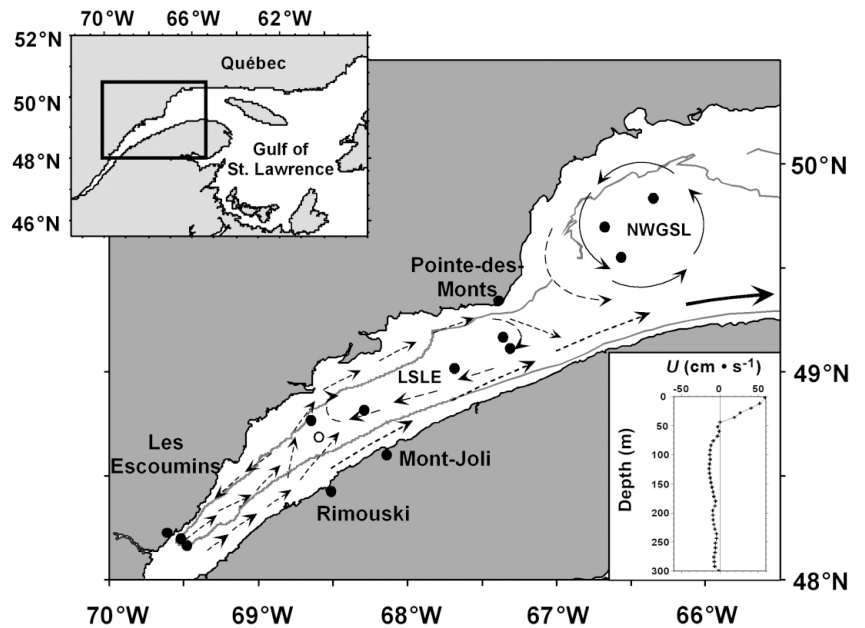 70°W 66°W 62°W
52°N
50°N
48°N
46°N
Québec
Gulf of
St. Lawrence
50°N
49°N
48°N
NWGSL
Pointe-des-
Monts
LSLE
Les
Escoumins
Mont-Joli
Rimouski
U (cm • s-1)
-50 0 50
Depth (m)
0
50
100
150
200
250
300
70°W 69°W 68°W 67°W 66°W